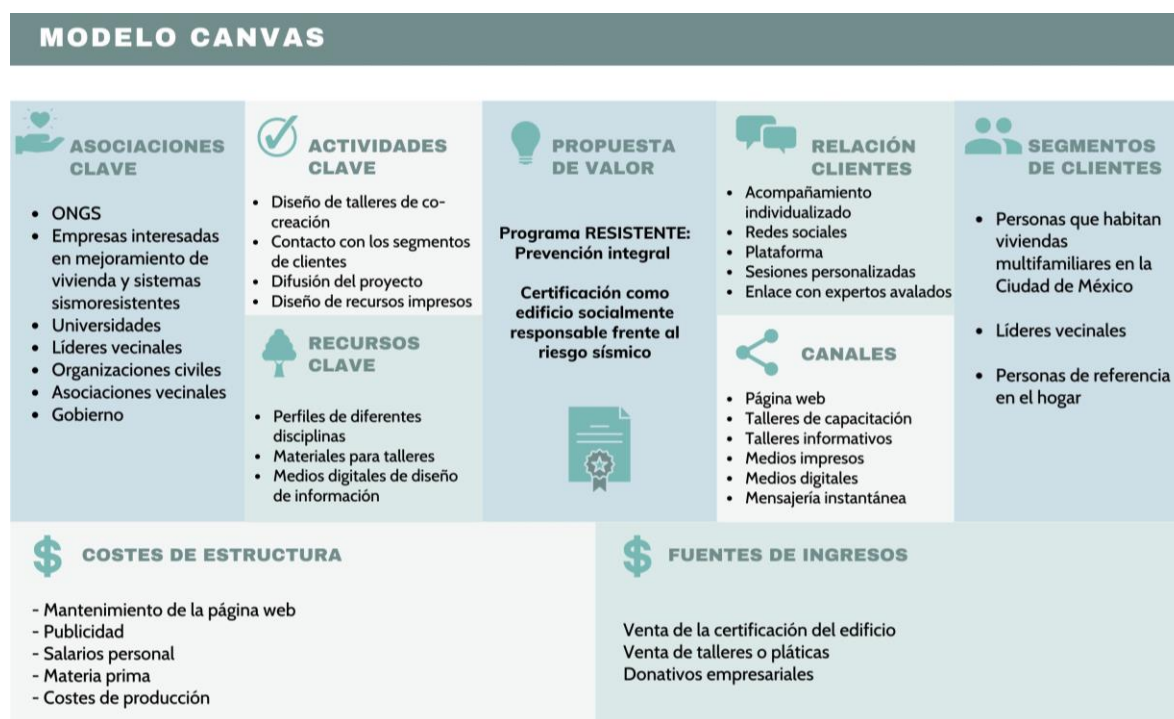 MODELO CANVAS
ASOCIACIONES
CLAVE
• ONGS
• Empresas interesadas
en mejoramiento de
vivienda y sistemas
sismoresistentes
• Universidades
• Líderes vecinales
• Organizaciones civiles
• Asociaciones vecinales
• Gobierno
ACTIVIDADES
CLAVE
• Diseño de talleres de co-
creación
• Contacto con los segmentos
de clientes
• Difusión del proyecto
• Diseño de recursos impresos
RECURSOS
CLAVE
• Perfiles de diferentes
disciplinas
• Materiales para talleres
• Medios digitales de diseño
de información
PROPUESTA
DE VALOR
Programa RESISTENTE:
Prevención integral
Certificación como
edificio socialmente
responsable frente al
riesgo sísmico
RELACIÓN
CLIENTES
• Acompañamiento
individualizado
• Redes sociales
• Plataforma
• Sesiones personalizadas
• Enlace con expertos avalados
CANALES
• Página web
• Talleres de capacitación
• Talleres informativos
• Medios impresos
• Medios digitales
• Mensajería instantánea
SEGMENTOS
DE CLIENTES
• Personas que habitan
viviendas
multifamiliares en la
Ciudad de México
• Líderes vecinales
• Personas de referencia
en el hogar
$ COSTES DE ESTRUCTURA
- Mantenimiento de la página web
- Publicidad
- Salarios personal
- Materia prima
- Costes de producción
$ FUENTES DE INGRESOS
Venta de la certificación del edificio
Venta de talleres o pláticas
Donativos empresariales